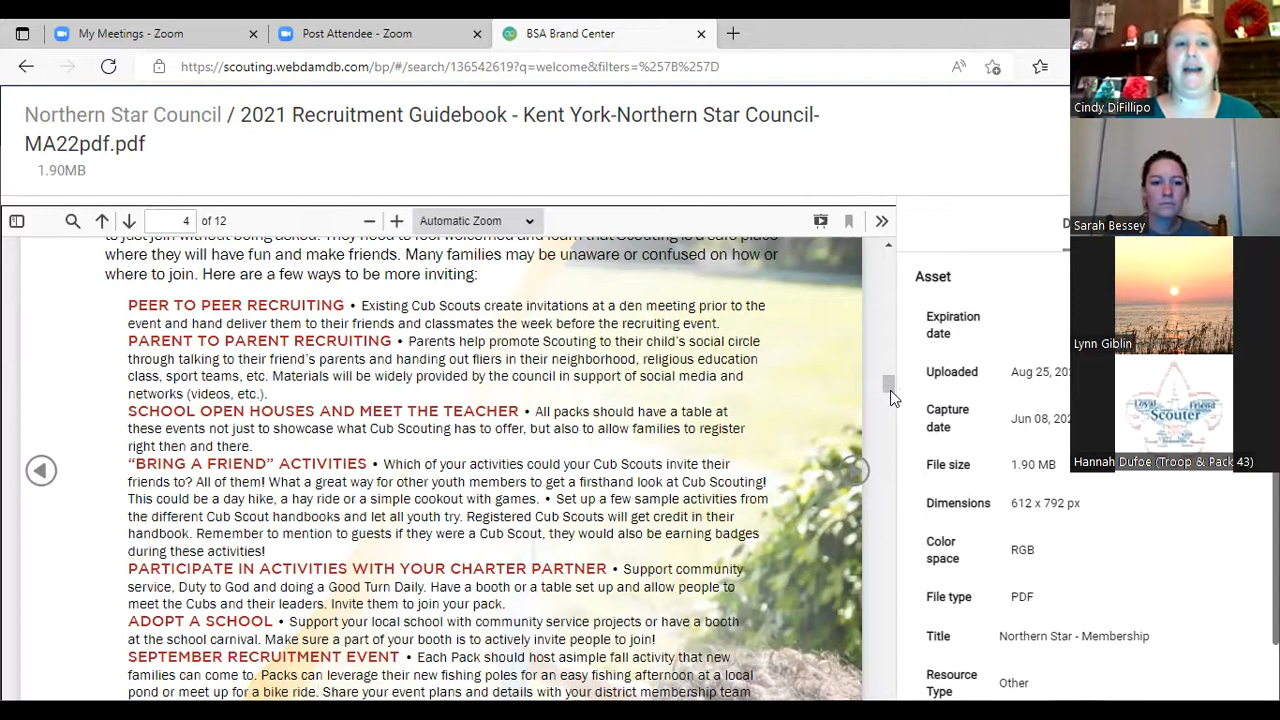 My Meetings - Zoom
Post Attendee - Zoom
BSA Brand Center
https://scouting.webdamdb.com/bp/#/search/136542619?q=welcome&filters=%257B%257D
Northern Star Council / 2021 Recruitment Guidebook - Kent York-Northern Star Council-
MA22pdf.pdf
1.90MB
4 of 12
Automatic Zoom
where they will have fun and make friends. Many families may be unaware or confused on how or
where to join. Here are a few ways to be more inviting:
PEER TO PEER RECRUITING • Existing Cub Scouts create invitations at a den meeting prior to the
event and hand deliver them to their friends and classmates the week before the recruiting event.
PARENT TO PARENT RECRUITING • Parents help promote Scouting to their child's social circle
through talking to their friend's parents and handing out fliers in their neighborhood, religious education
class, sport teams, etc. Materials will be widely provided by the council in support of social media and
networks (videos, etc.).
SCHOOL OPEN HOUSES AND MEET THE TEACHER • All packs should have a table at
these events not just to showcase what Cub Scouting has to offer, but also to allow families to register
right then and there.
“BRING A FRIEND” ACTIVITIES • Which of your activities could your Cub Scouts invite their
friends to? All of them! What a great way for other youth members to get a firsthand look at Cub Scouting!
This could be a day hike, a hay ride or a simple cookout with games. • Set up a few sample activities from
the different Cub Scout handbooks and let all youth try. Registered Cub Scouts will get credit in their
handbook. Remember to mention to guests if they were a Cub Scout, they would also be earning badges
during these activities!
PARTICIPATE IN ACTIVITIES WITH YOUR CHARTER PARTNER • Support community
service, Duty to God and doing a Good Turn Daily. Have a booth or a table set up and allow people to
meet the Cubs and their leaders. Invite them to join your pack.
ADOPT A SCHOOL • Support your local school with community service projects or have a booth
at the school carnival. Make sure a part of your booth is to actively invite people to join!
SEPTEMBER RECRUITMENT EVENT • Each Pack should host asimple fall activity that new
families can come to. Packs can leverage their new fishing poles for an easy fishing afternoon at a local
pond or meet up for a bike ride. Share your event plans and details with your district membership team
Asset
Expiration
date
Uploaded Aug 25, 20
Capture
date Jun 08, 202
File size 1.90 MB
Dimensions 612 x 792 px
Color
space RGB
File type PDF
Title Northern Star - Membership
Resource
Type Other
Cindy DiFillipo
Sarah Bessey
Lynn Giblin
Loyal
Friend
Scouter
Hannah Dufoe (Troop & Pack 43)